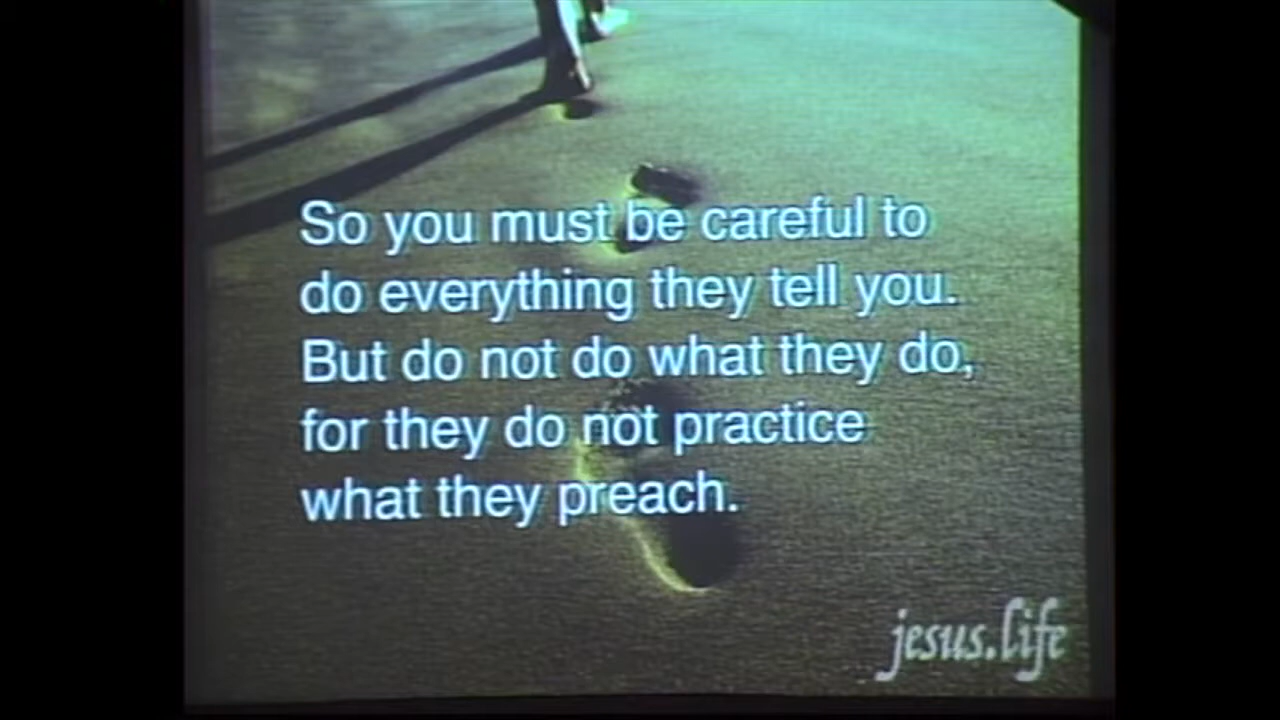 So you must be careful to
do everything they tell you.
But do not do what they do,
for they do not practice
what they preach.
jesus.life